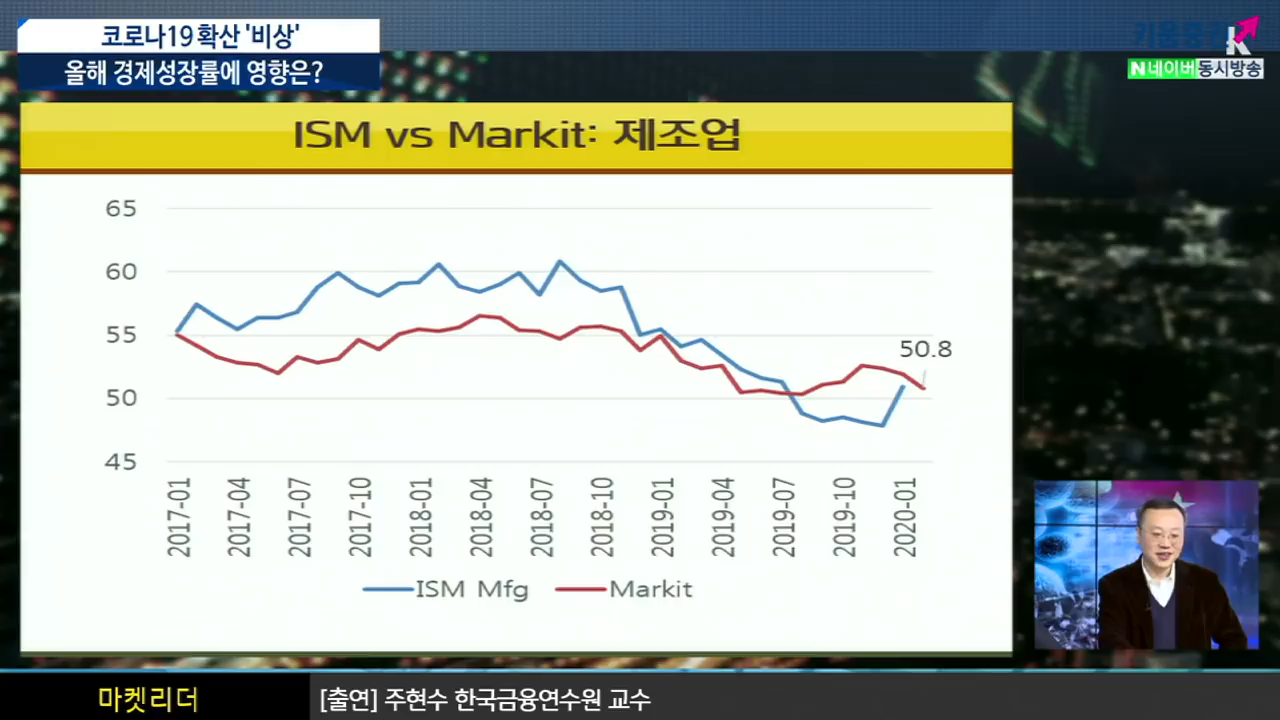 코로나19 확산 '비상'
올해 경제성장률에 영향은?
키움증권
N 네이버 동시방송
ISM vs Markit: 제조업
65
60
55
50
45
50.8
2017-01
2017-04
2017-07
2017-10
2018-01
2018-04
2018-07
2018-10
2019-01
2019-04
2019-07
2019-10
2020-01
ISM Mfg
Markit
마켓리더
[출연] 주현수 한국금융연수원 교수